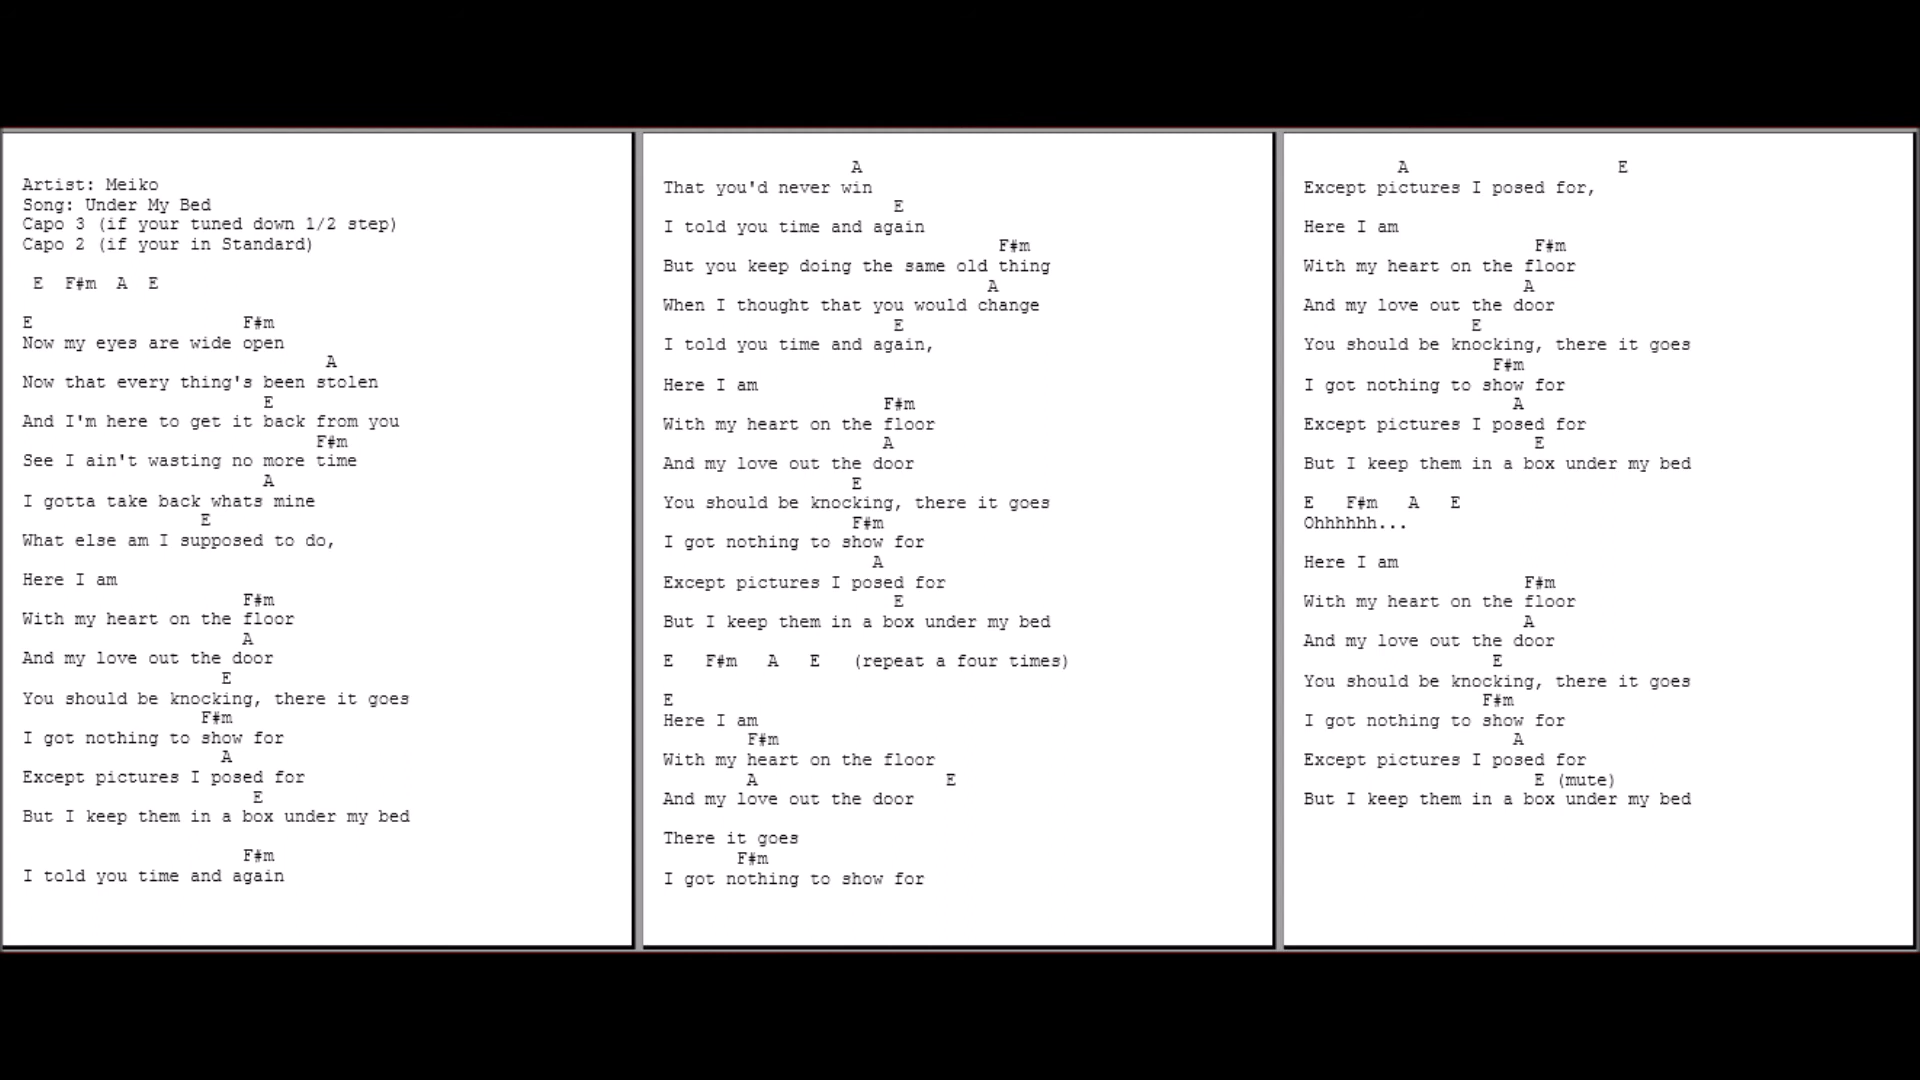 Artist: Meiko
Song: Under My Bed
Capo 3 (if your tuned down 1/2 step)
Capo 2 (if your in Standard)
E F#m A E
E F#m
Now my eyes are wide open
A
Now that every thing's been stolen
E
And I'm here to get it back from you
F#m
See I ain't wasting no more time
A
I gotta take back whats mine
E
What else am I supposed to do,
Here I am
F#m
With my heart on the floor
A
And my love out the door
E
You should be knocking, there it goes
F#m
I got nothing to show for
A
Except pictures I posed for
E
But I keep them in a box under my bed
F#m
I told you time and again
A
That you'd never win
E
I told you time and again
F#m
But you keep doing the same old thing
A
When I thought that you would change
E
I told you time and again,
Here I am
F#m
With my heart on the floor
A
And my love out the door
E
You should be knocking, there it goes
F#m
I got nothing to show for
A
Except pictures I posed for
E
But I keep them in a box under my bed
E F#m A E (repeat a four times)
E
Here I am
F#m
With my heart on the floor
A E
And my love out the door
There it goes
F#m
I got nothing to show for
A E
Except pictures I posed for,
Here I am
F#m
With my heart on the floor
A
And my love out the door
E
You should be knocking, there it goes
F#m
I got nothing to show for
A
Except pictures I posed for
E
But I keep them in a box under my bed
E F#m A E
Ohhhhhh...
Here I am
F#m
With my heart on the floor
A
And my love out the door
E
You should be knocking, there it goes
F#m
I got nothing to show for
A
Except pictures I posed for
E (mute)
But I keep them in a box under my bed